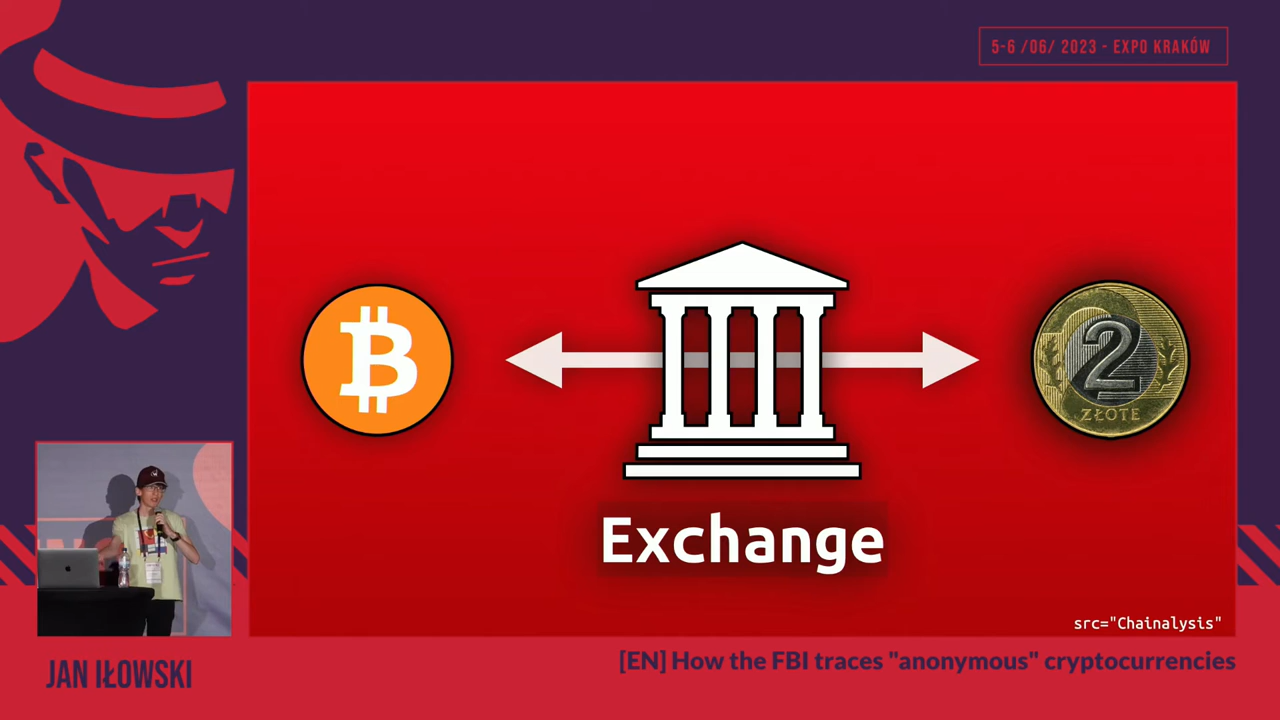 5-6 /06/ 2023 - EXPO KRAKÓW
2
ZŁOTE
Exchange
src="Chainalysis"
JAN IŁOWSKI
[EN] How the FBI traces "anonymous" cryptocurrencies